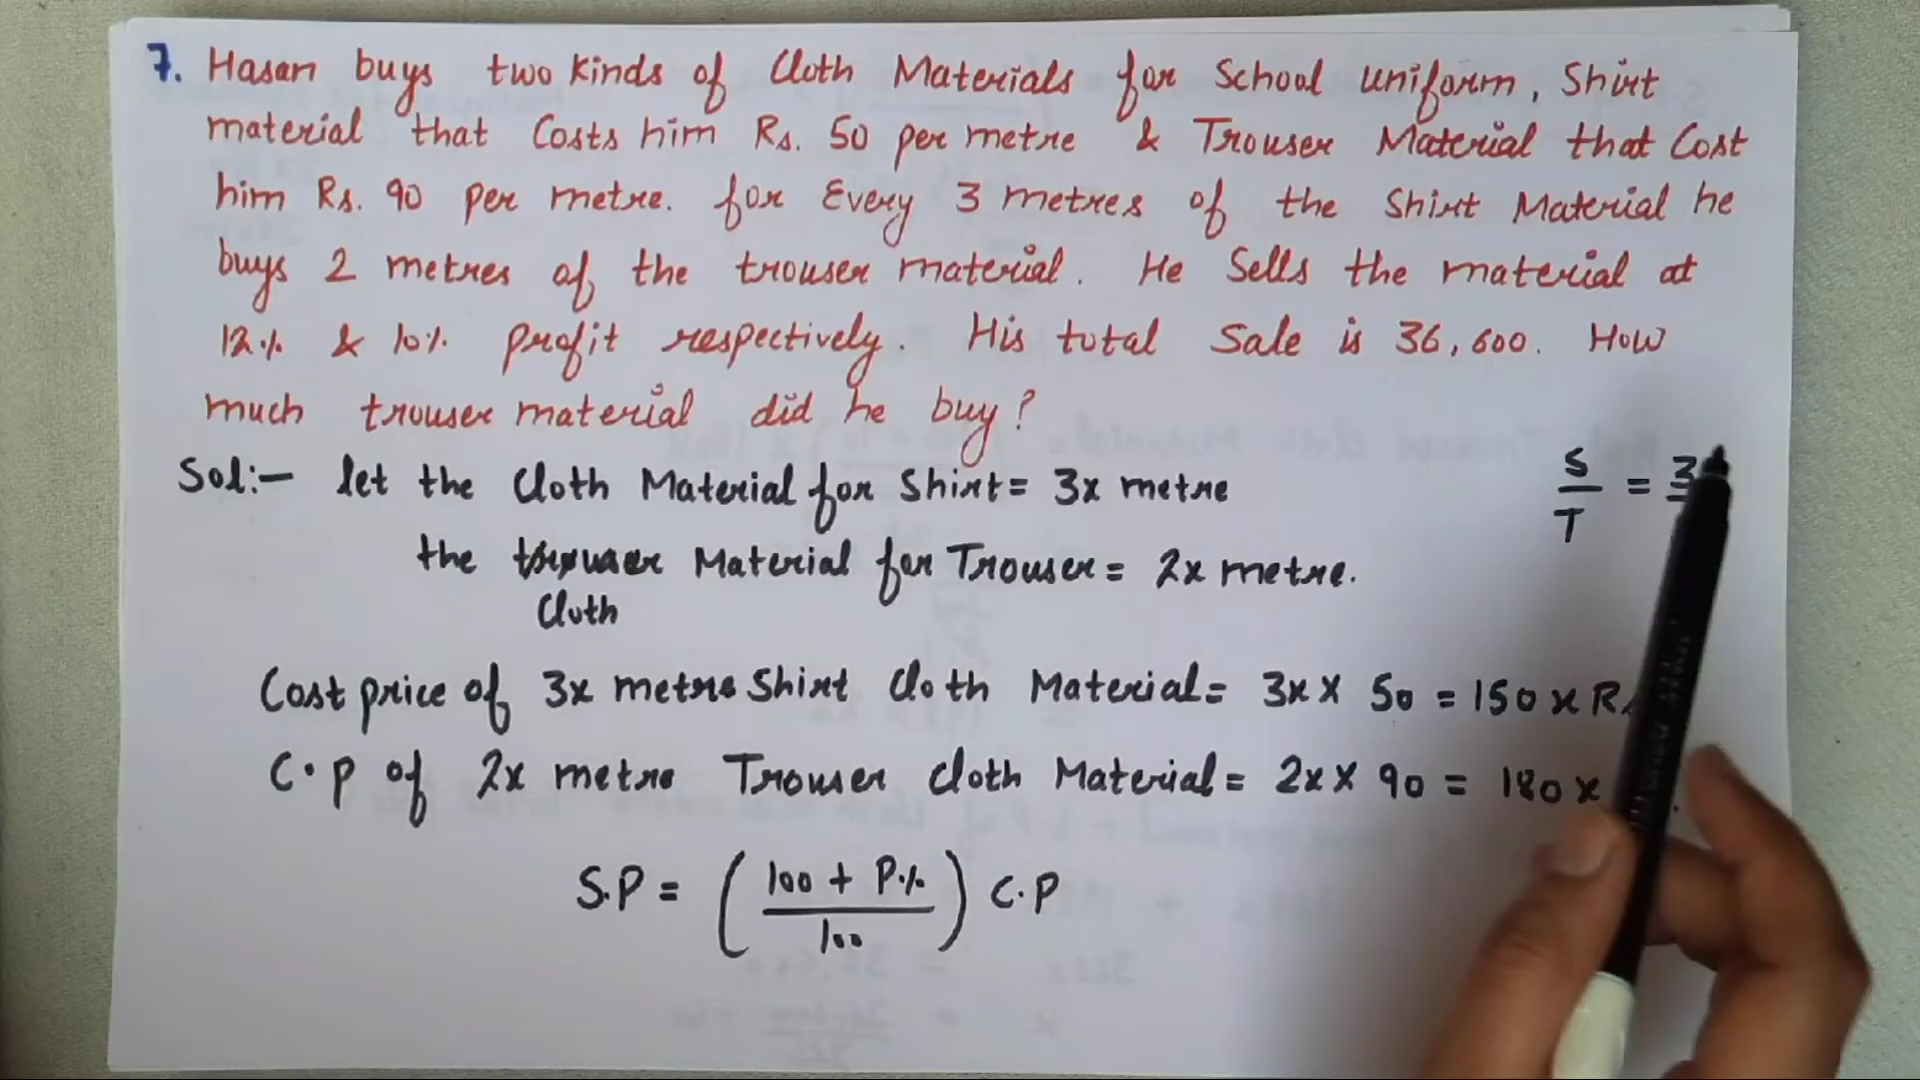 7. Hasan buys two kinds of Cloth Materials for School uniform, Shirt
material that Costs him Rs. 50 per metre & Trouser Material that Cost
him Rs. 90 per metre. for Every 3 metres of the Shirt Material he
buys 2 metres of the trouser material. He Sells the material at
12% & 10% profit respectively. His total Sale is 36,600. How
much trouser material did he buy?
Sol:- let the Cloth Material for Shirt = 3x metre
S/T = 3
the Material for Trouser = 2x metre.
Cloth
Cost price of 3x metre Shirt Cloth Material = 3x X 50 = 150x
C.P of 2x metre Trouser Cloth Material = 2x X 90 = 180x
S.P = (100 + P% / 100) C.P